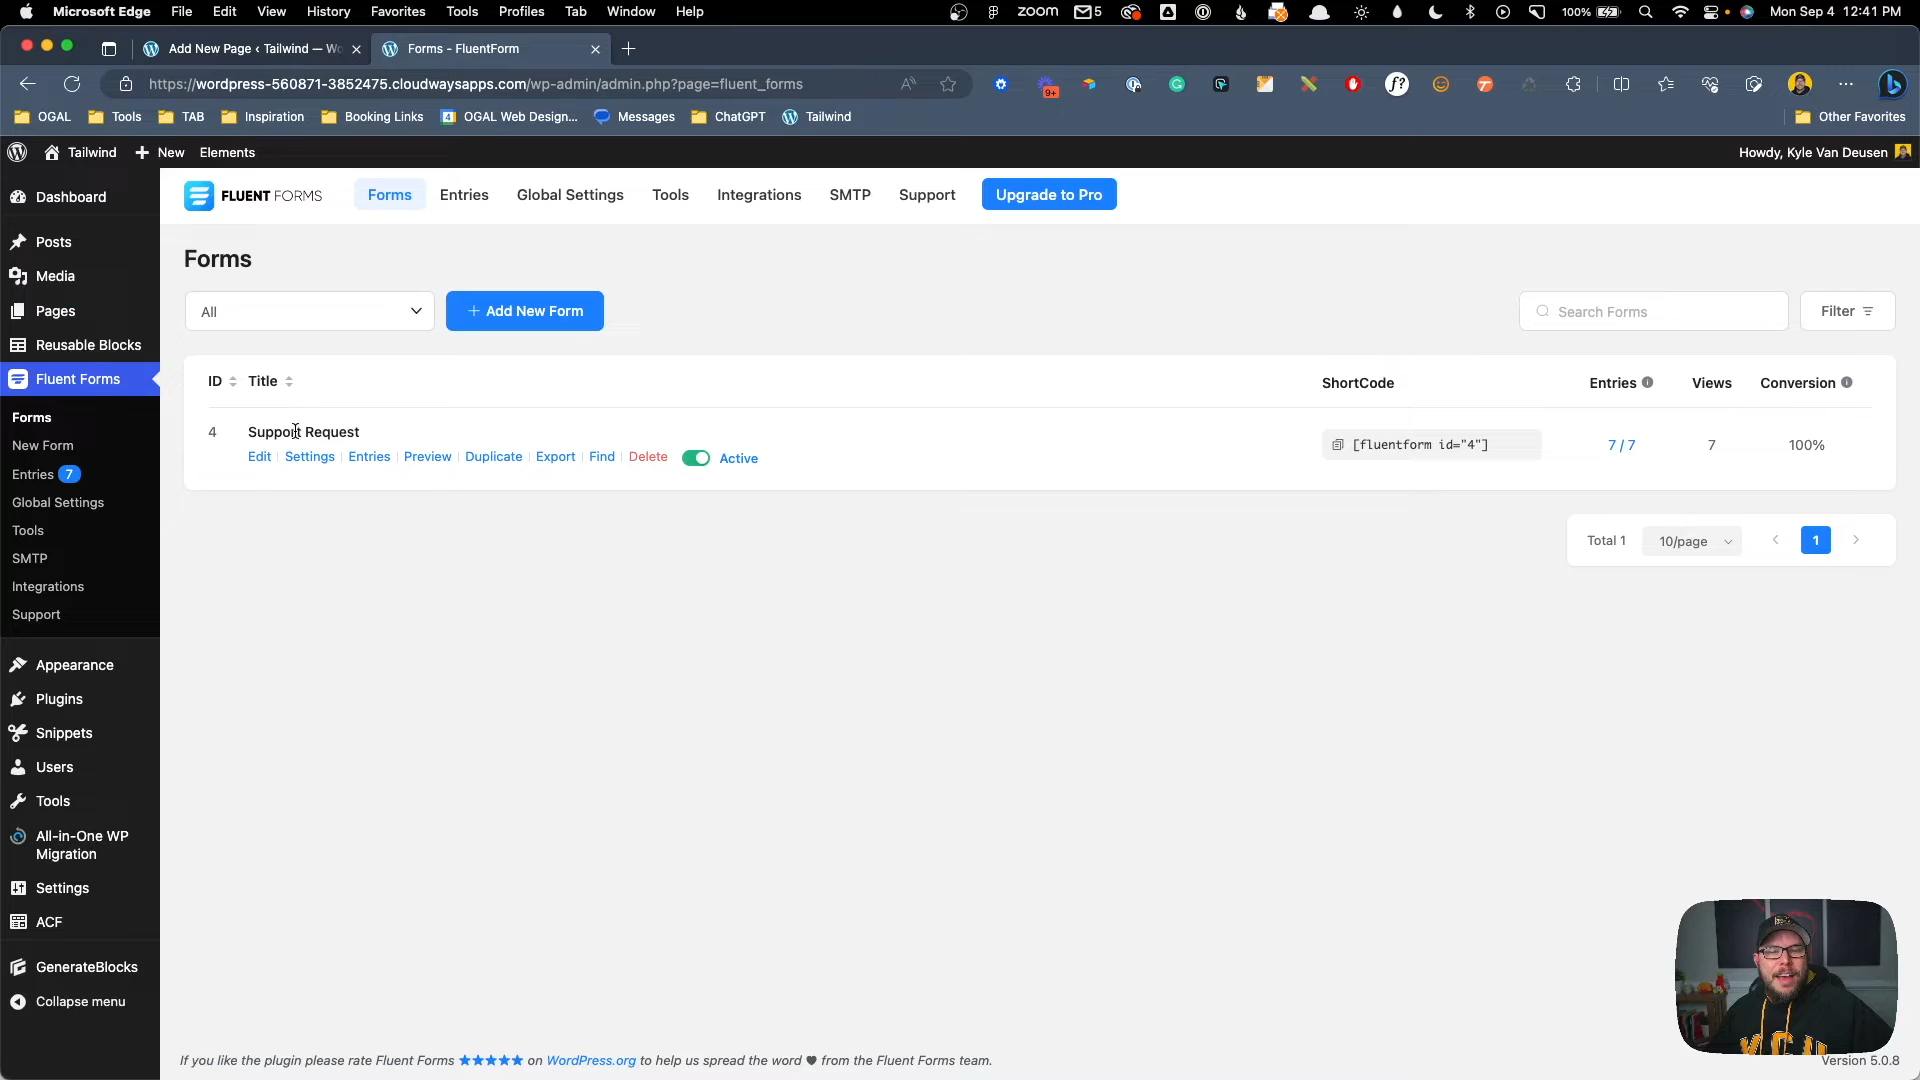 Microsoft Edge File Edit View History Favorites Tools Profiles Tab Window Help zoom 5 100% Mon Sep 4 12:41 PM
Add New Page ‹ Tailwind — Wo Forms - FluentForm
https://wordpress-560871-3852475.cloudwaysapps.com/wp-admin/admin.php?page=fluent_forms 9+ f?
OGAL Tools TAB Inspiration Booking Links 4 OGAL Web Design... Messages ChatGPT Tailwind Other Favorites
Tailwind New Elements Howdy, Kyle Van Deusen
FLUENT FORMS Forms Entries Global Settings Tools Integrations SMTP Support Upgrade to Pro
Dashboard
Posts
Media
Pages
Reusable Blocks
Fluent Forms
Forms
New Form
Entries 7
Global Settings
Tools
SMTP
Integrations
Support
Appearance
Plugins
Snippets
Users
Tools
All-in-One WP
Migration
Settings
ACF
GenerateBlocks
Collapse menu
Forms
All + Add New Form Search Forms Filter
ID Title ShortCode Entries Views Conversion
4 Support Request [fluentform id="4"] 7 / 7 7 100%
Edit Settings Entries Preview Duplicate Export Find Delete Active
Total 1 10/page 1
If you like the plugin please rate Fluent Forms ★★★★★ on WordPress.org to help us spread the word ♥ from the Fluent Forms team.
Version 5.0.8